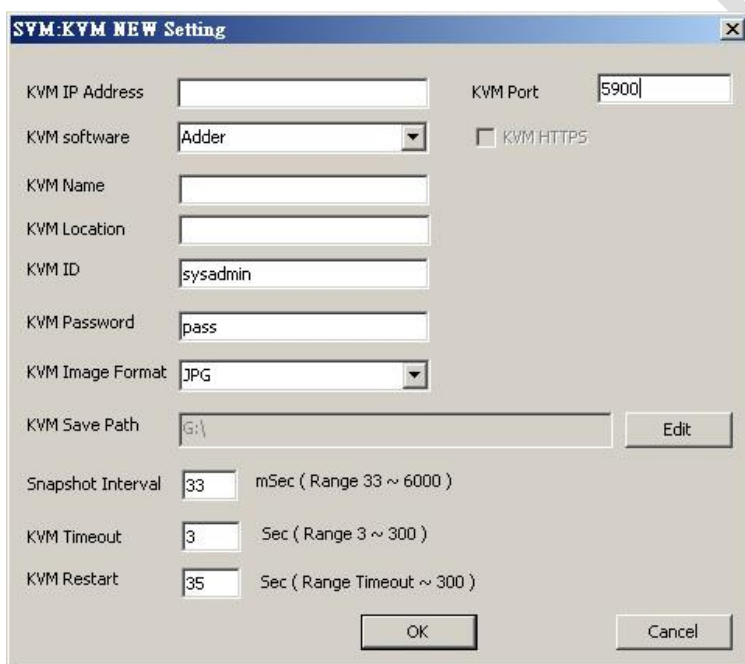 SVM:KVM NEW Setting
KVM IP Address
KVM Port 5900
KVM software Adder
KVM HTTPS
KVM Name
KVM Location
KVM ID sysadmin
KVM Password pass
KVM Image Format JPG
KVM Save Path G:\ Edit
Snapshot Interval 33 mSec ( Range 33 ~ 6000 )
KVM Timeout 3 Sec ( Range 3 ~ 300 )
KVM Restart 35 Sec ( Range Timeout ~ 300 )
OK Cancel